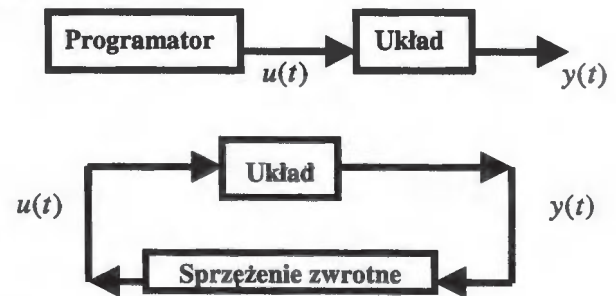 Programator
Układ
u(t)
y(t)
Układ
u(t)
y(t)
Sprzężenie zwrotne